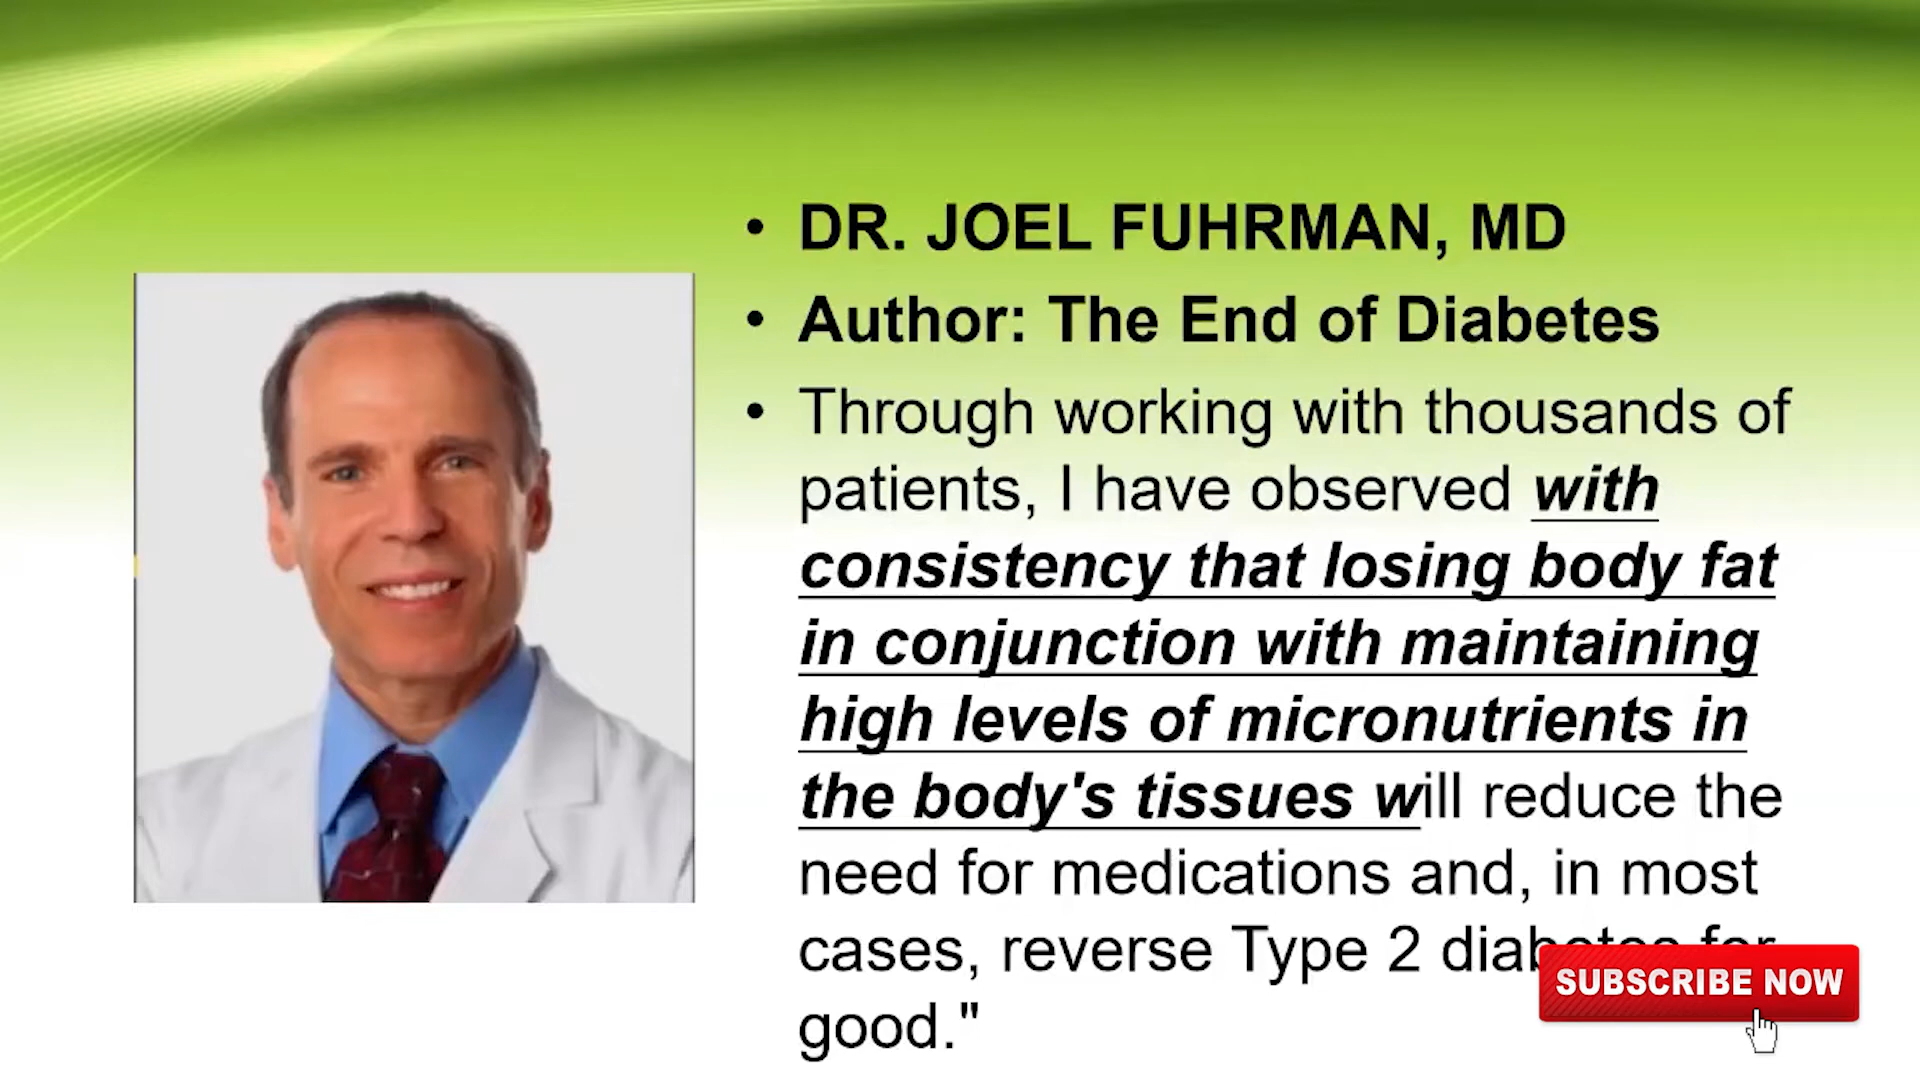 • DR. JOEL FUHRMAN, MD
• Author: The End of Diabetes
• Through working with thousands of
patients, I have observed with
consistency that losing body fat
in conjunction with maintaining
high levels of micronutrients in
the body's tissues will reduce the
need for medications and, in most
cases, reverse Type 2 diabetes for
good."
SUBSCRIBE NOW